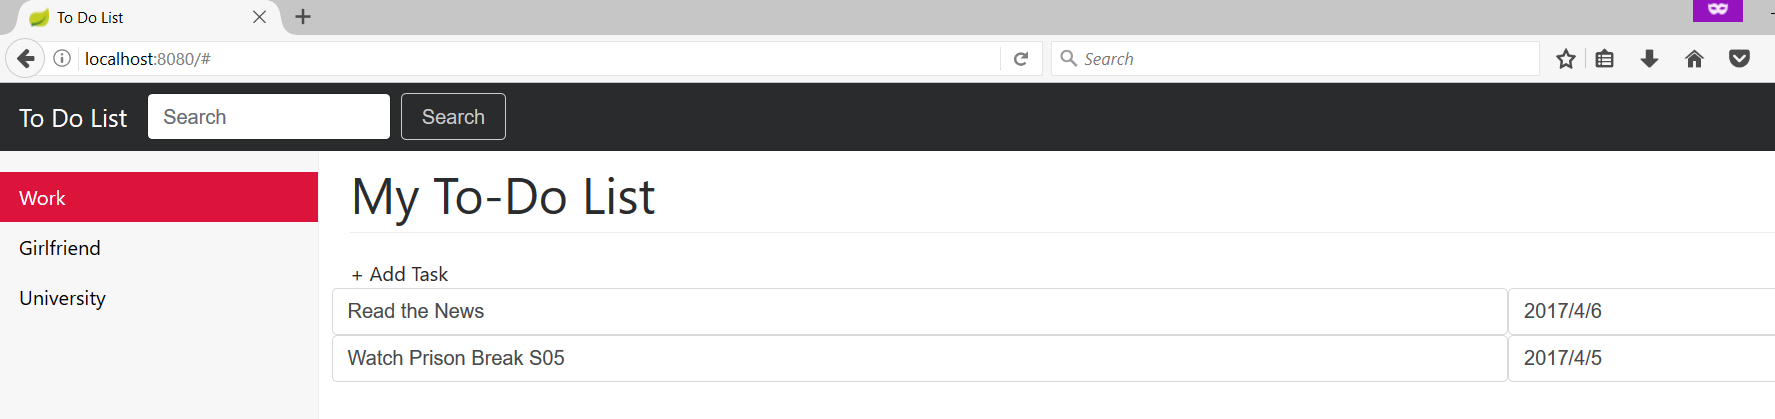 To Do List
localhost:8080/#
Search
To Do List
Search
Search
Work
Girlfriend
University
My To-Do List
+ Add Task
Read the News
2017/4/6
Watch Prison Break S05
2017/4/5